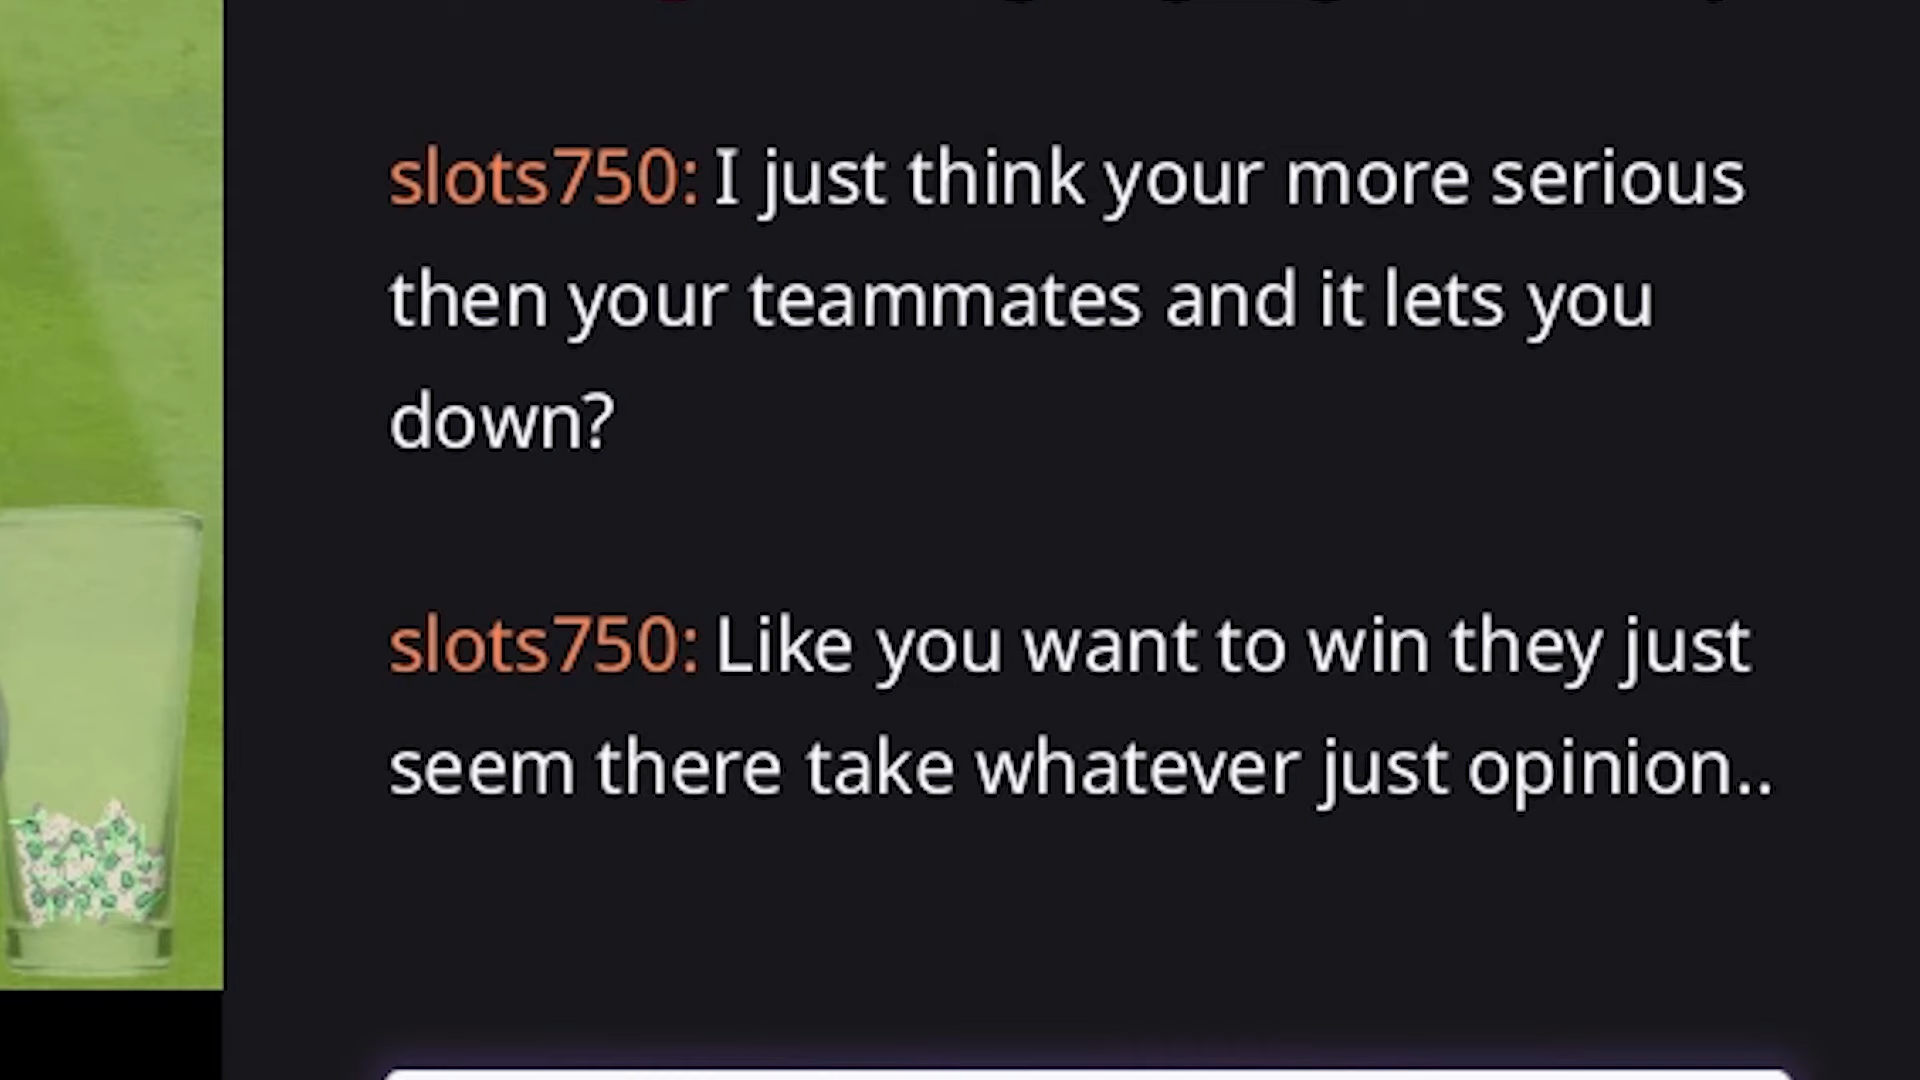 slots750: I just think your more serious
then your teammates and it lets you
down?
slots750: Like you want to win they just
seem there take whatever just opinion..